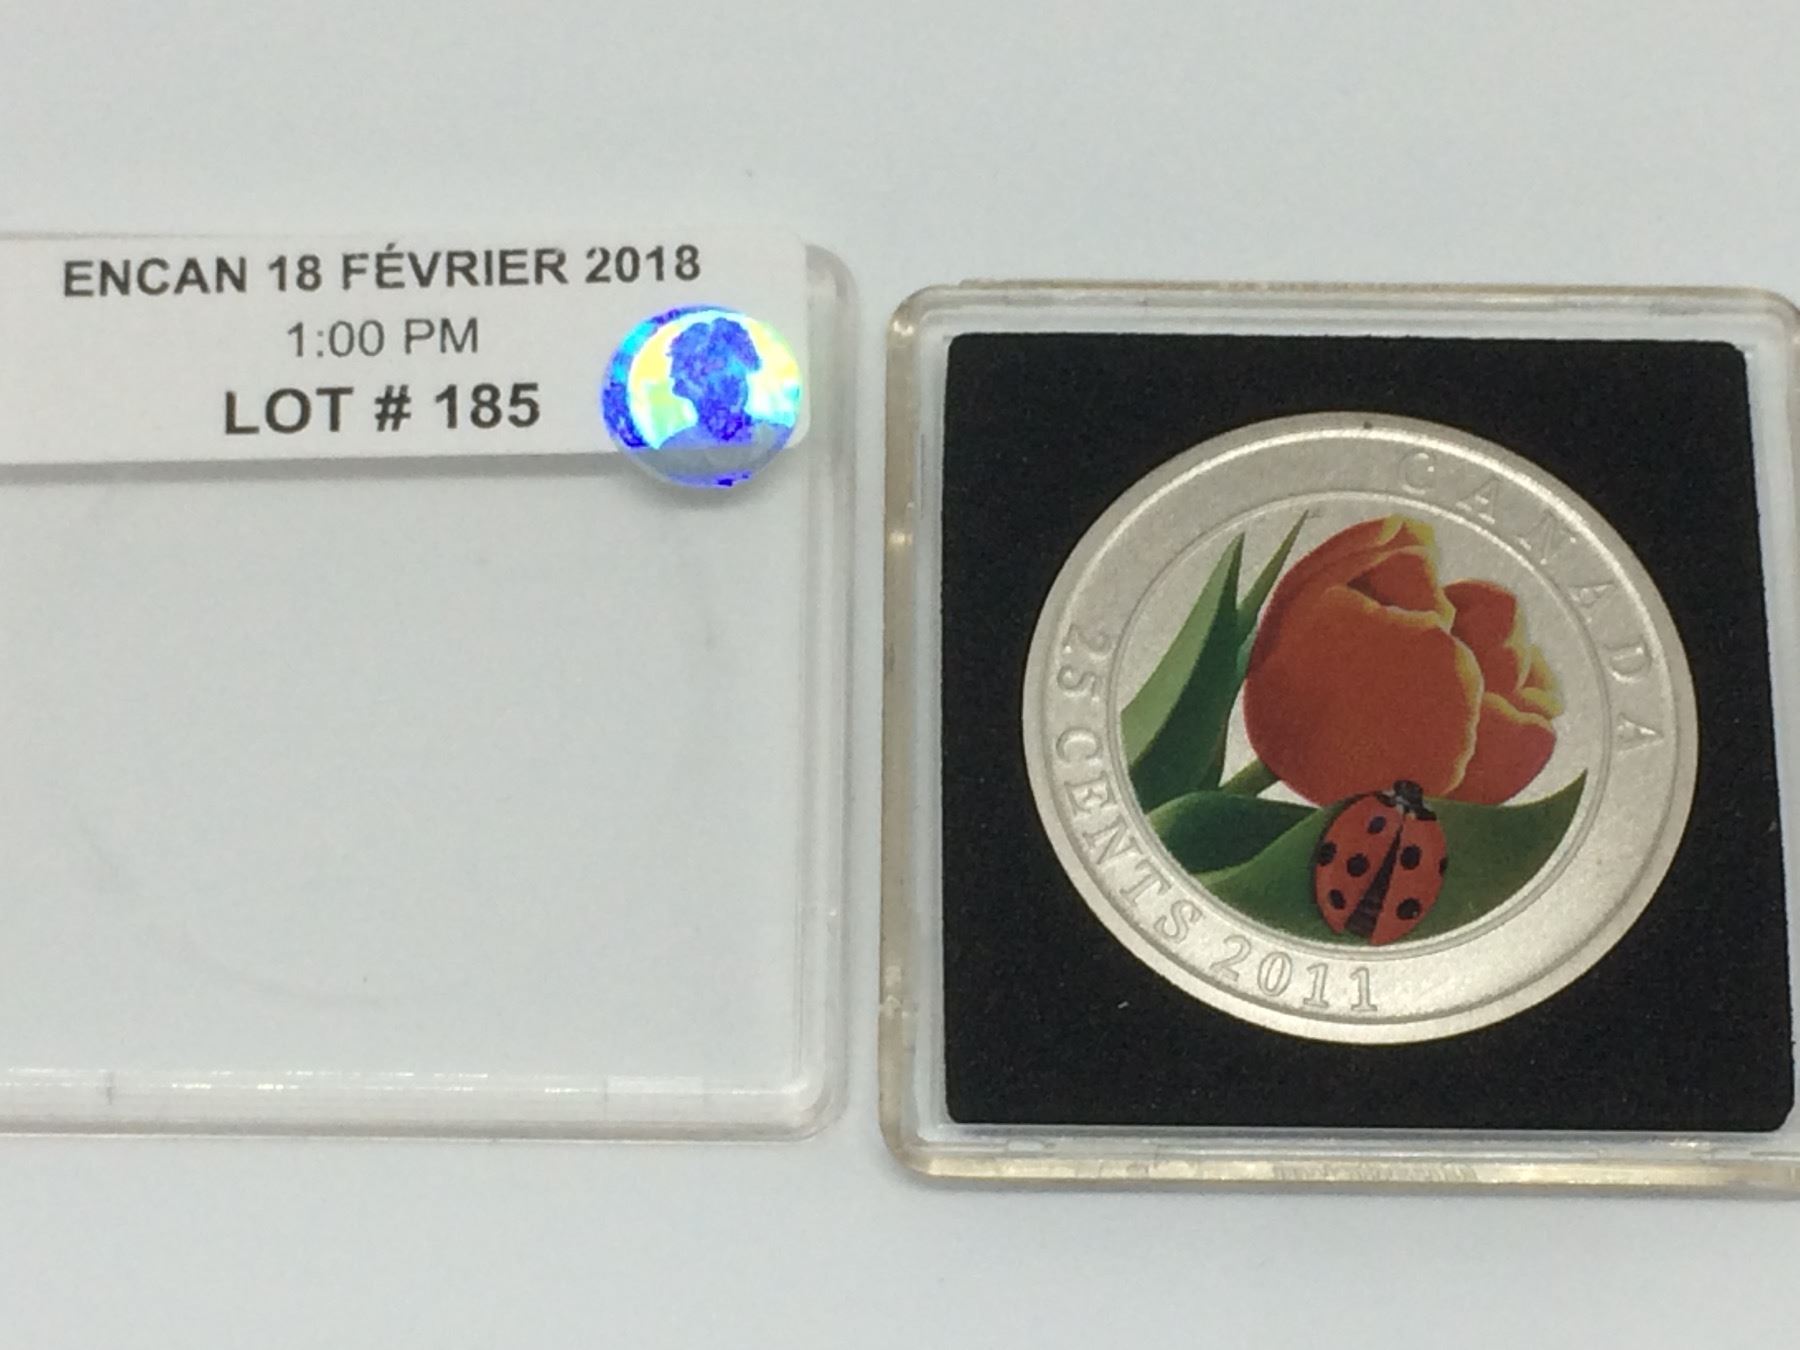 ENCAN 18 FÉVRIER 2018
1:00 PM
LOT # 185
CANADA
25 CENTS 2011